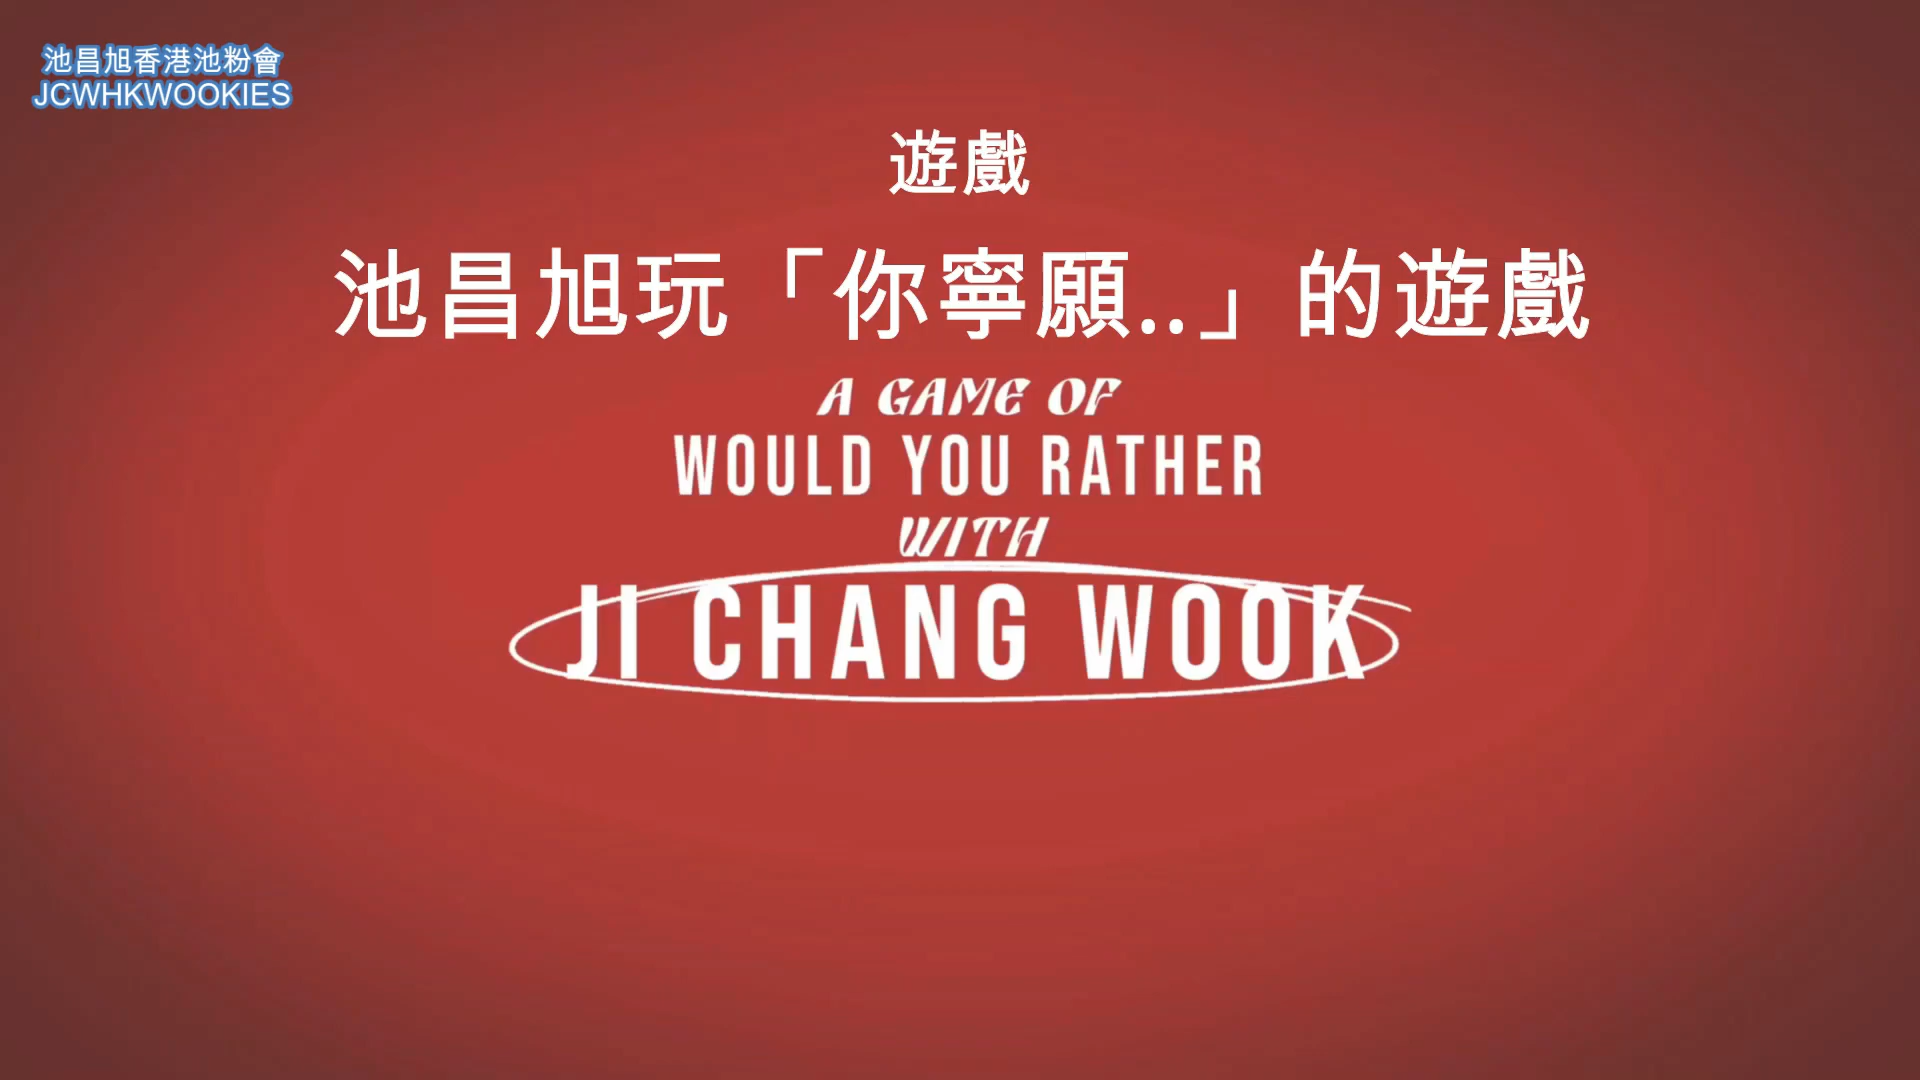 池昌旭香港池粉會
JCWHKWOOKIES
遊戲
池昌旭玩「你寧願..」的遊戲
A GAME OF
WOULD YOU RATHER
WITH
JI CHANG WOOK